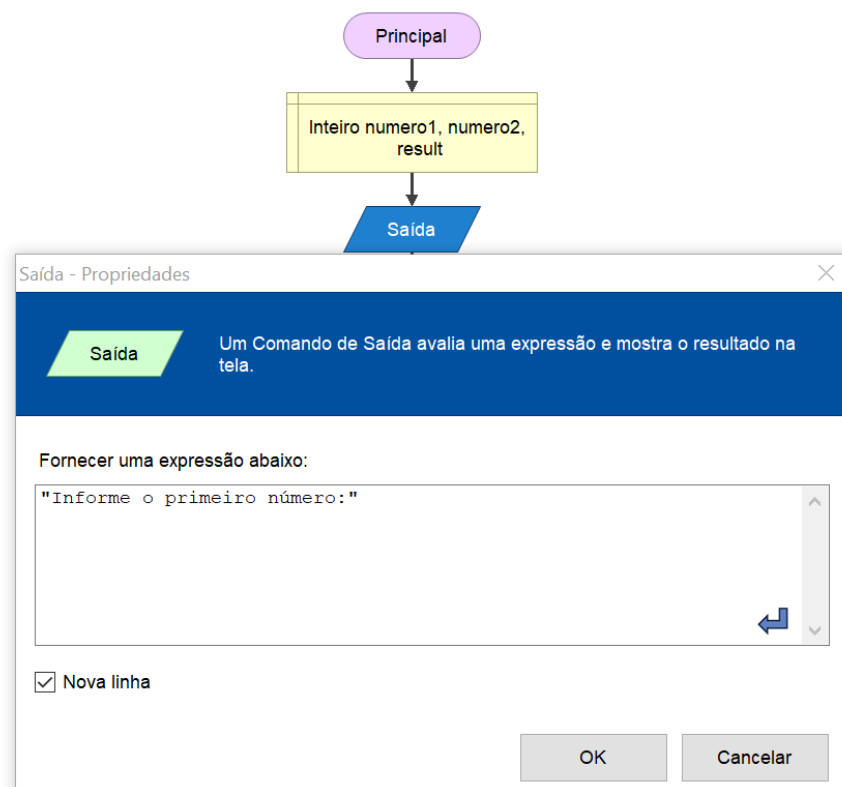 Principal
Inteiro numero1, numero2,
result
Saída
Saída - Propriedades
Saída
Um Comando de Saída avalia uma expressão e mostra o resultado na
tela.
Fornecer uma expressão abaixo:
"Informe o primeiro número:"
Nova linha
OK
Cancelar